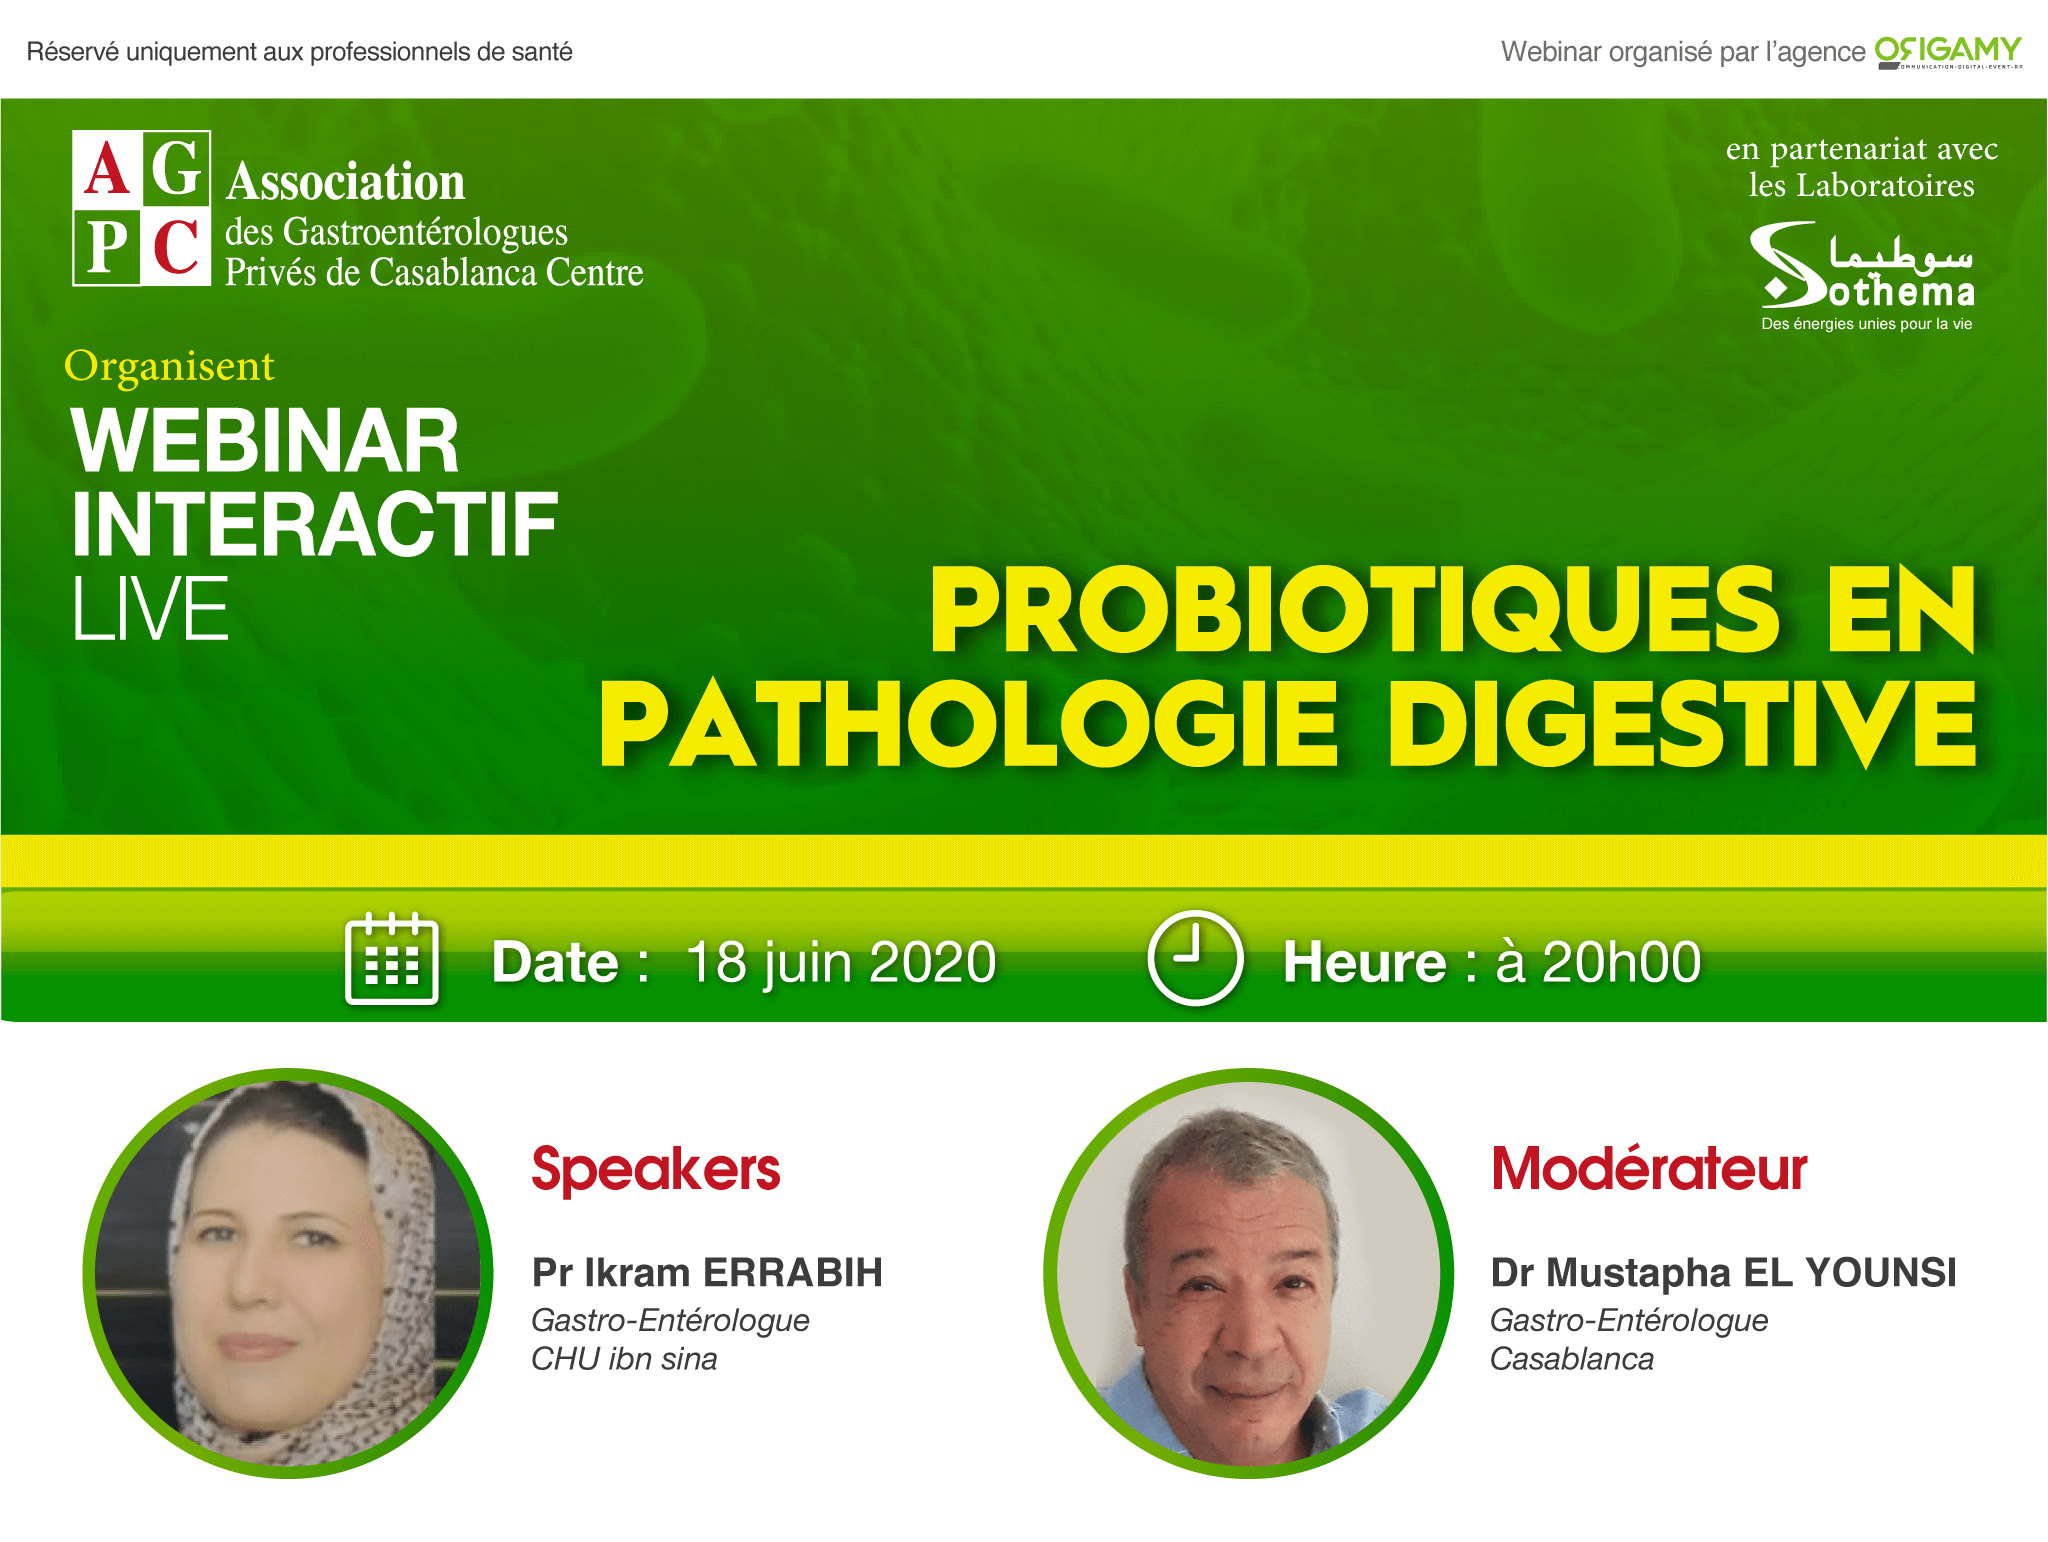 Réservé uniquement aux professionnels de santé
Webinar organisé par l'agence ORIGAMY
COMMUNICATION-DIGITAL-EVENT-RP
A G
P C
Association
des Gastroentérologues
Privés de Casablanca Centre
en partenariat avec
les Laboratoires
سوطيما
Sothema
Des énergies unies pour la vie
Organisent
WEBINAR
INTERACTIF
LIVE
PROBIOTIQUES EN
PATHOLOGIE DIGESTIVE
Date : 18 juin 2020
Heure : à 20h00
Speakers
Pr Ikram ERRABIH
Gastro-Entérologue
CHU ibn sina
Modérateur
Dr Mustapha EL YOUNSI
Gastro-Entérologue
Casablanca